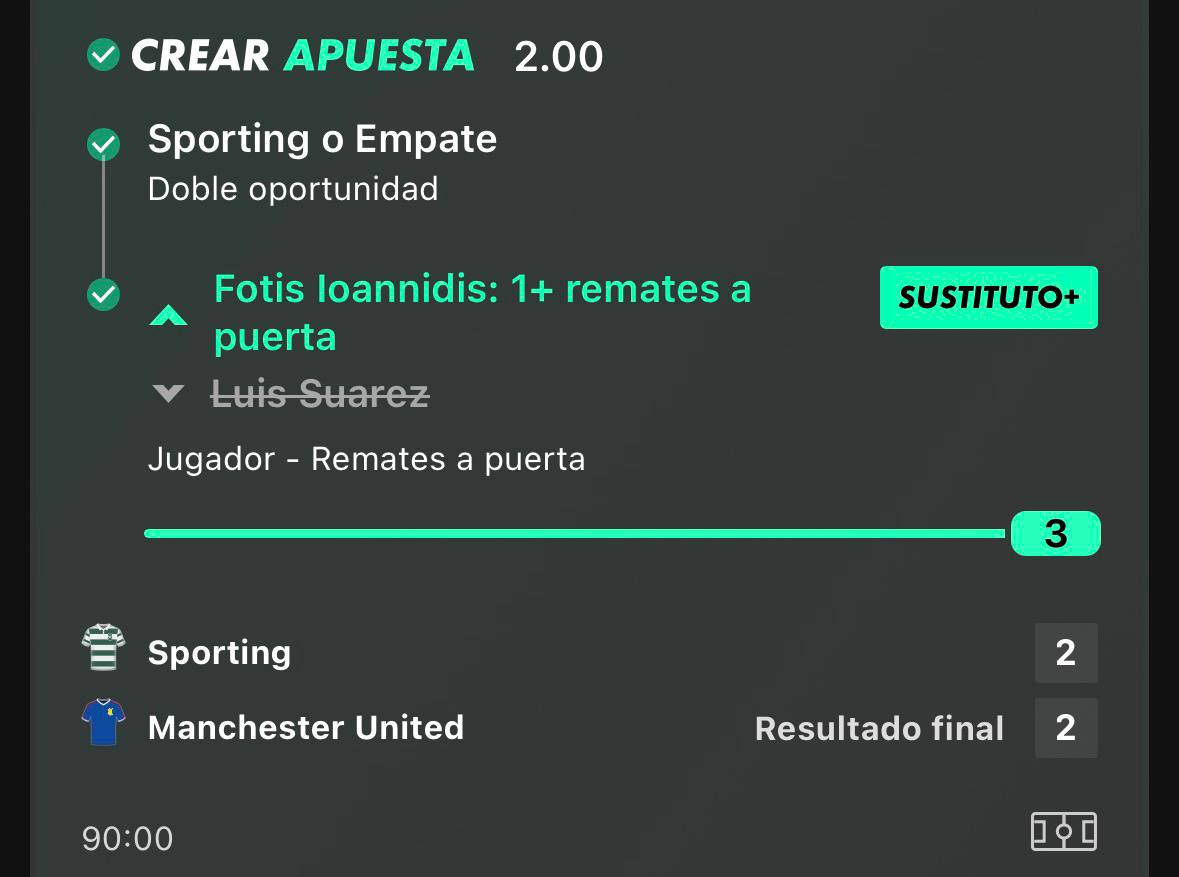 CREAR APUESTA 2.00
Sporting o Empate
Doble oportunidad
Fotis Ioannidis: 1+ remates a
puerta
SUSTITUTO+
Luis Suarez
Jugador - Remates a puerta
3
Sporting 2
Manchester United Resultado final 2
90:00